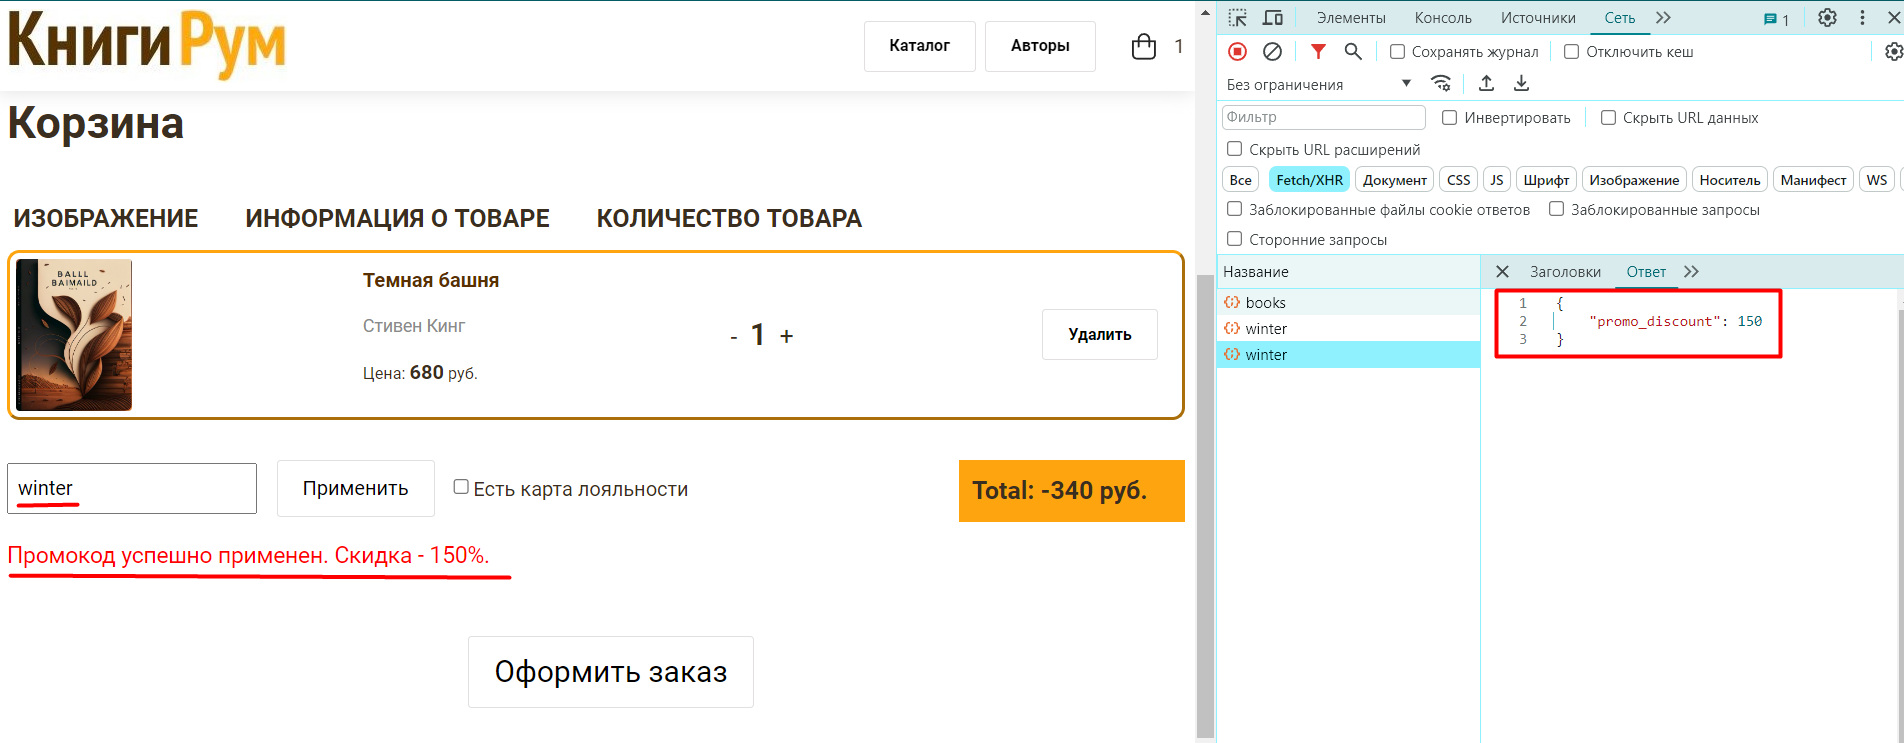 КнигиРум
Каталог
Авторы
1
Корзина
ИЗОБРАЖЕНИЕ ИНФОРМАЦИЯ О ТОВАРЕ КОЛИЧЕСТВО ТОВАРА
BALLL
BAIMAILD
Темная башня
Стивен Кинг
Цена: 680 руб.
- 1 +
Удалить
winter
Применить
Есть карта лояльности
Total: -340 руб.
Промокод успешно применен. Скидка - 150%.
Оформить заказ
Элементы Консоль Источники Сеть 1
Сохранять журнал Отключить кеш
Без ограничения
Фильтр Инвертировать Скрыть URL данных
Скрыть URL расширений
Все Fetch/XHR Документ CSS JS Шрифт Изображение Носитель Манифест WS
Заблокированные файлы cookie ответов Заблокированные запросы
Сторонние запросы
Название
books
winter
winter
Заголовки Ответ
1 {
2 "promo_discount": 150
3 }